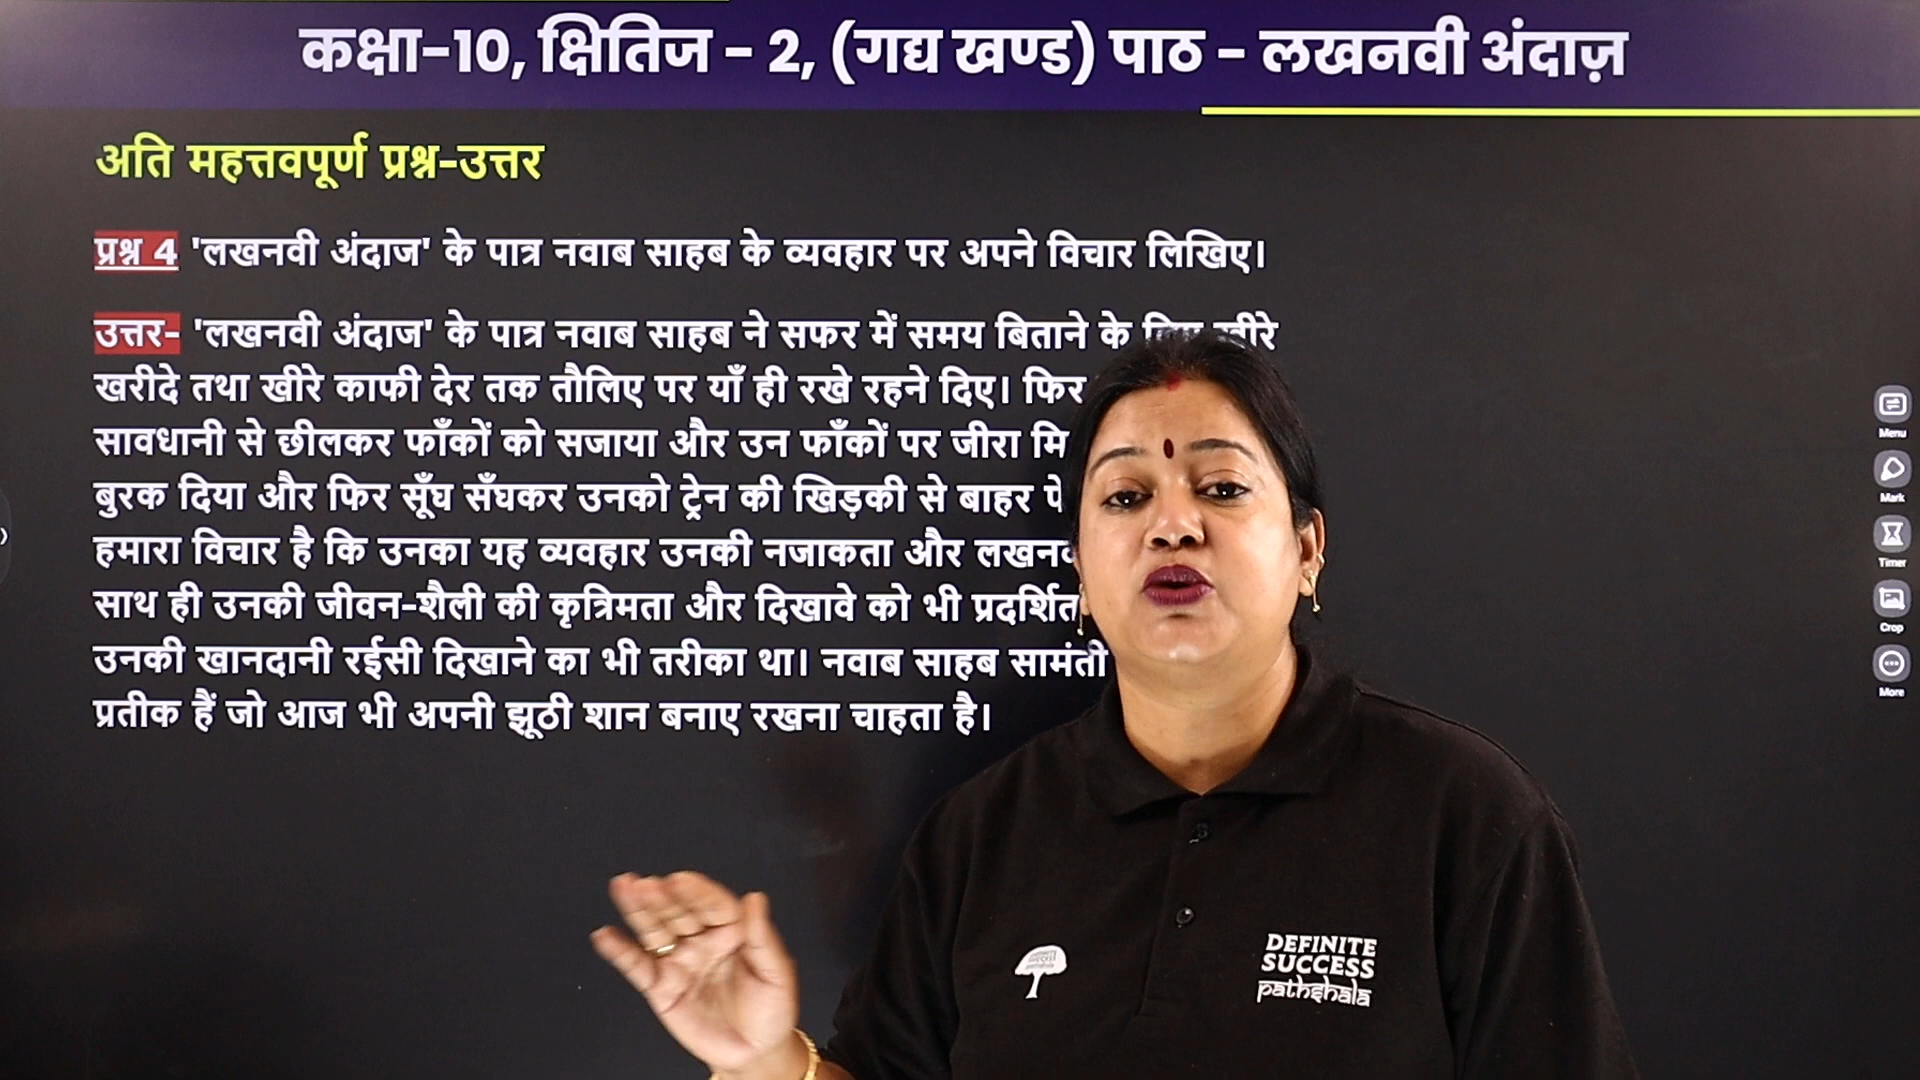 कक्षा-10, क्षितिज - 2, (गद्य खण्ड) पाठ - लखनवी अंदाज़
अति महत्तवपूर्ण प्रश्न-उत्तर
प्रश्न 4 'लखनवी अंदाज' के पात्र नवाब साहब के व्यवहार पर अपने विचार लिखिए।
उत्तर- 'लखनवी अंदाज' के पात्र नवाब साहब ने सफर में समय बिताने के खीरे
खरीदे तथा खीरे काफी देर तक तौलिए पर याँ ही रखे रहने दिए। फिर
सावधानी से छीलकर फाँकों को सजाया और उन फाँकों पर जीरा
बुरक दिया और फिर सूँघ सँघकर उनको ट्रेन की खिड़की से बाहर
हमारा विचार है कि उनका यह व्यवहार उनकी नजाकता और
साथ ही उनकी जीवन-शैली की कृत्रिमता और दिखावे को भी
उनकी खानदानी रईसी दिखाने का भी तरीका था। नवाब साहब सामंती
प्रतीक हैं जो आज भी अपनी झूठी शान बनाए रखना चाहता है।
Menu
Mark
Timer
Crop
More
DEFINITE
SUCCESS
pathshala